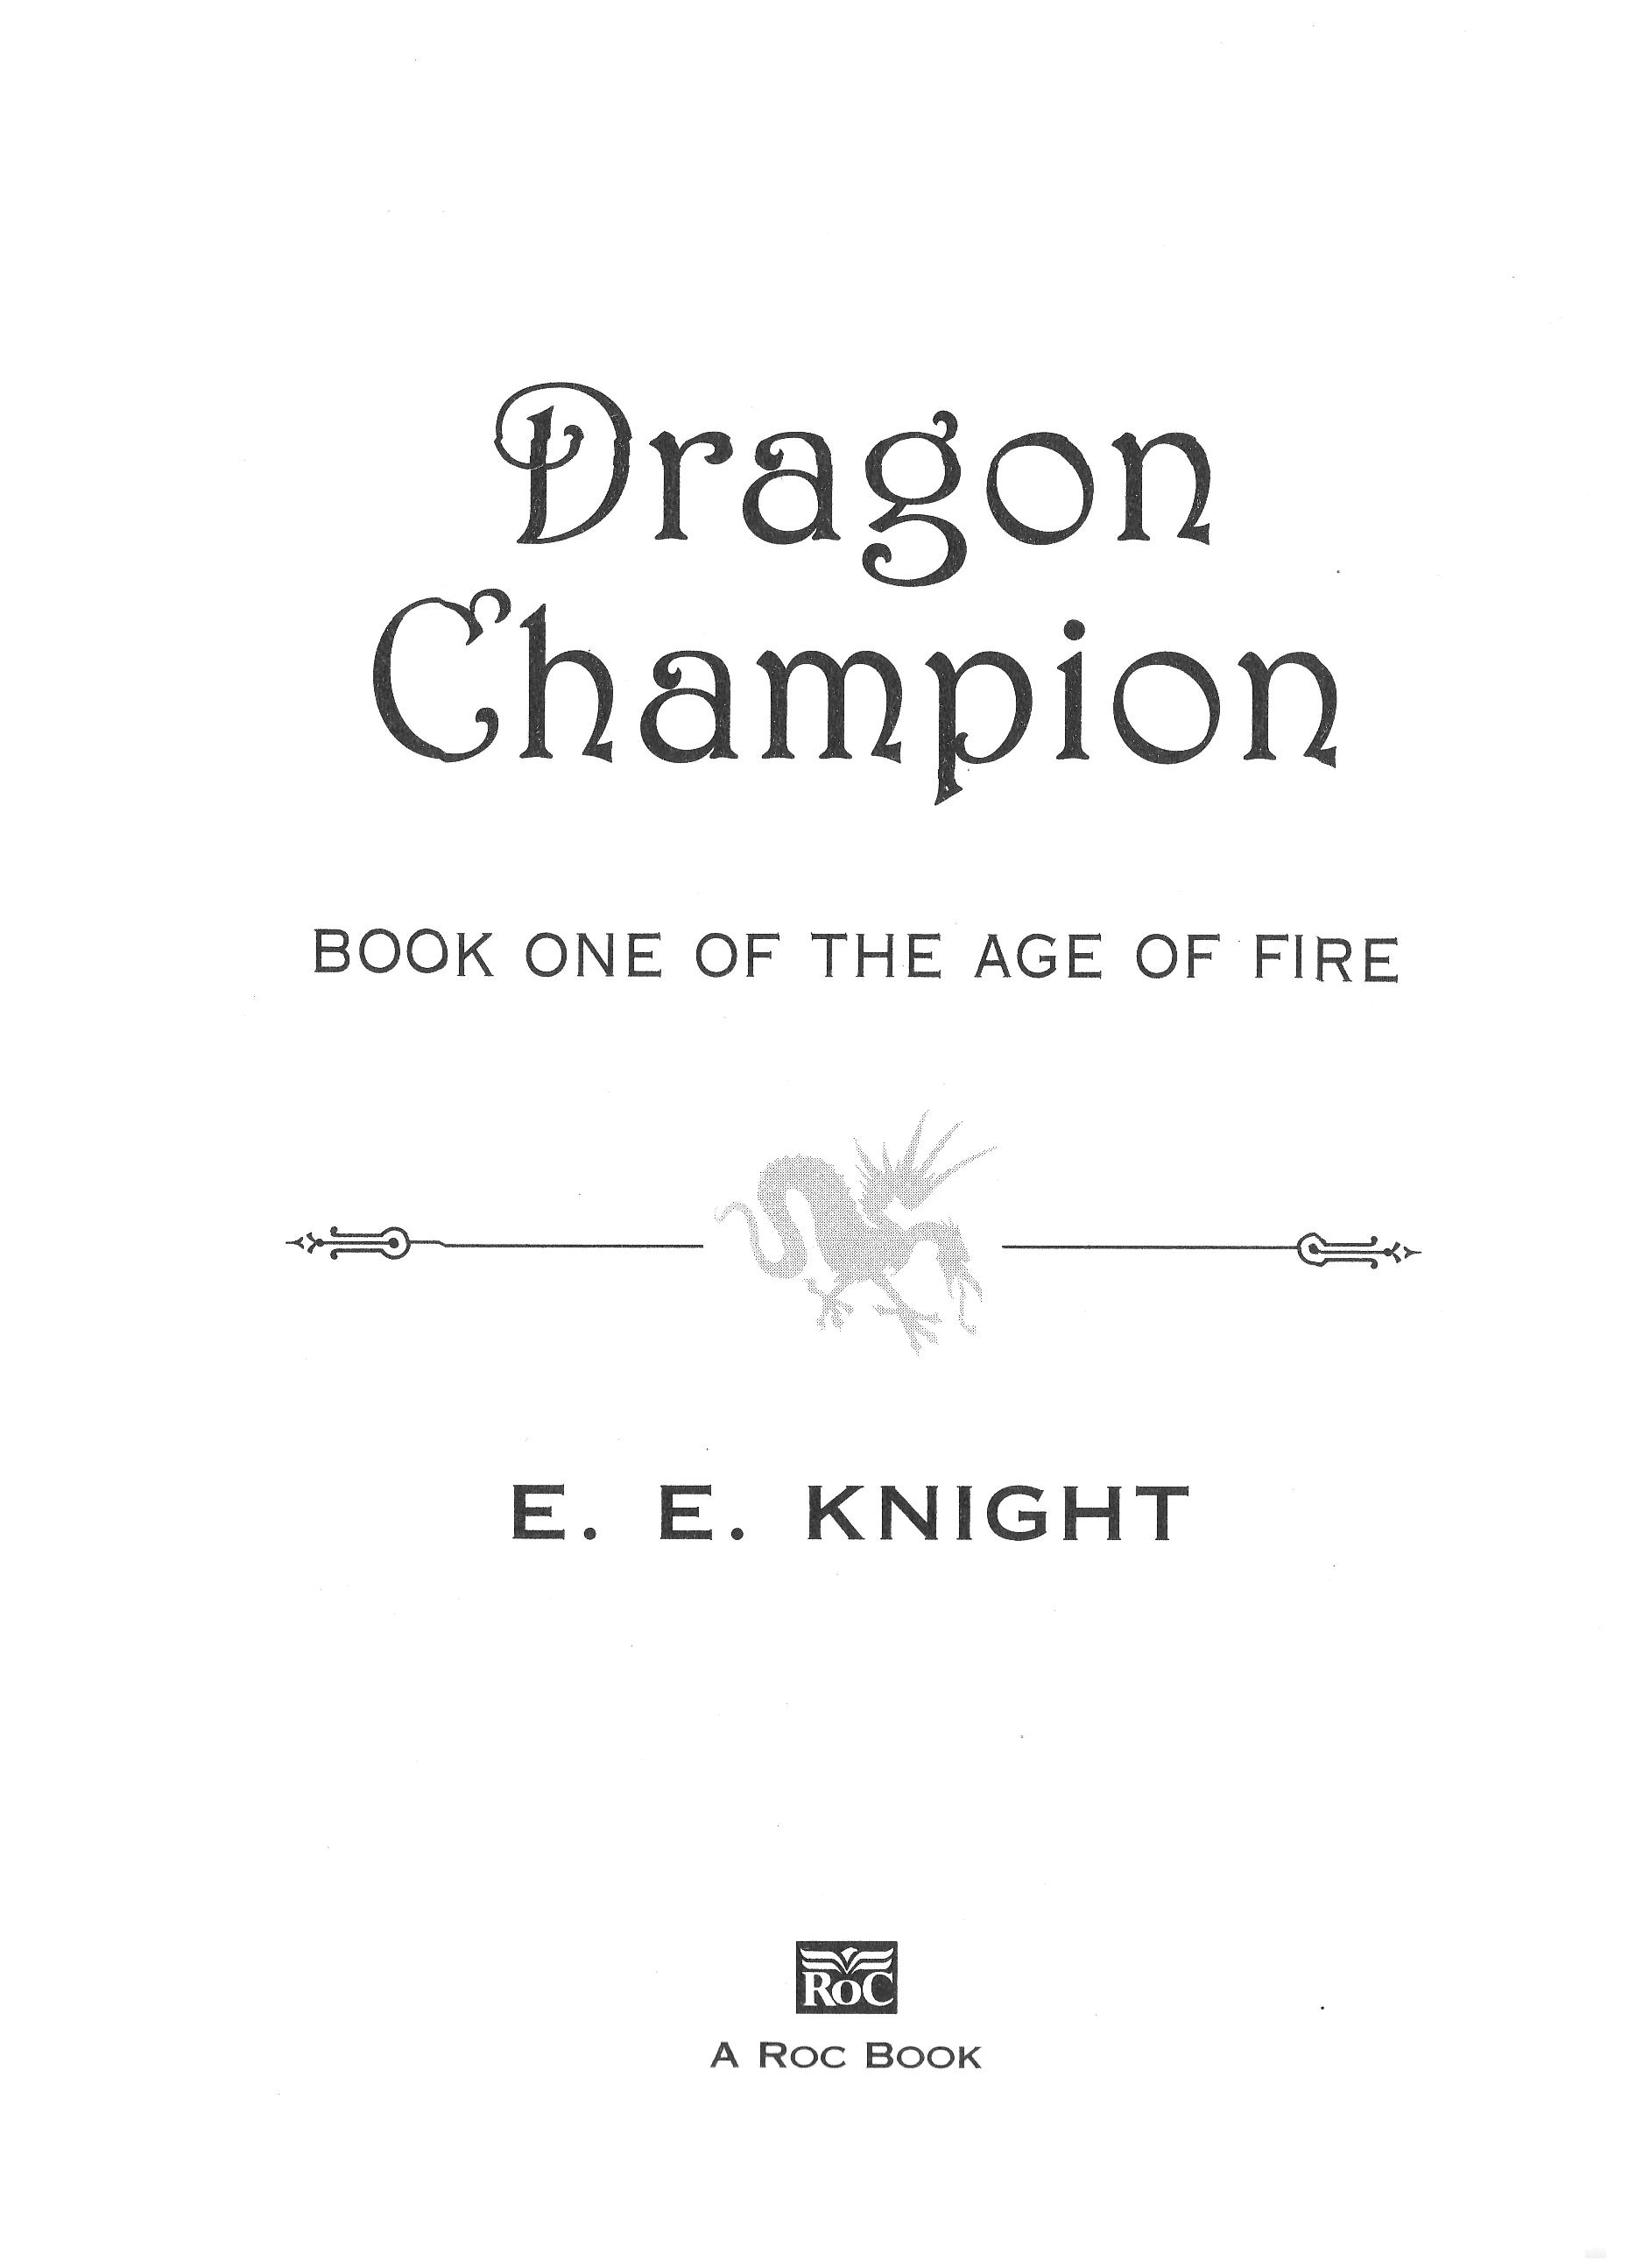 Dragon
Champion
BOOK ONE OF THE AGE OF FIRE
E. E. KNIGHT
ROC
A ROC BOOK